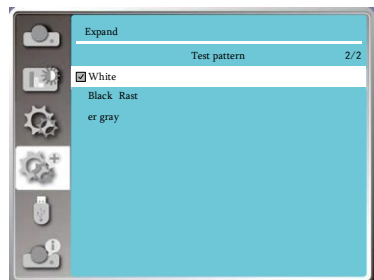 Expand
Test pattern 2/2
White
Black Rast
er gray